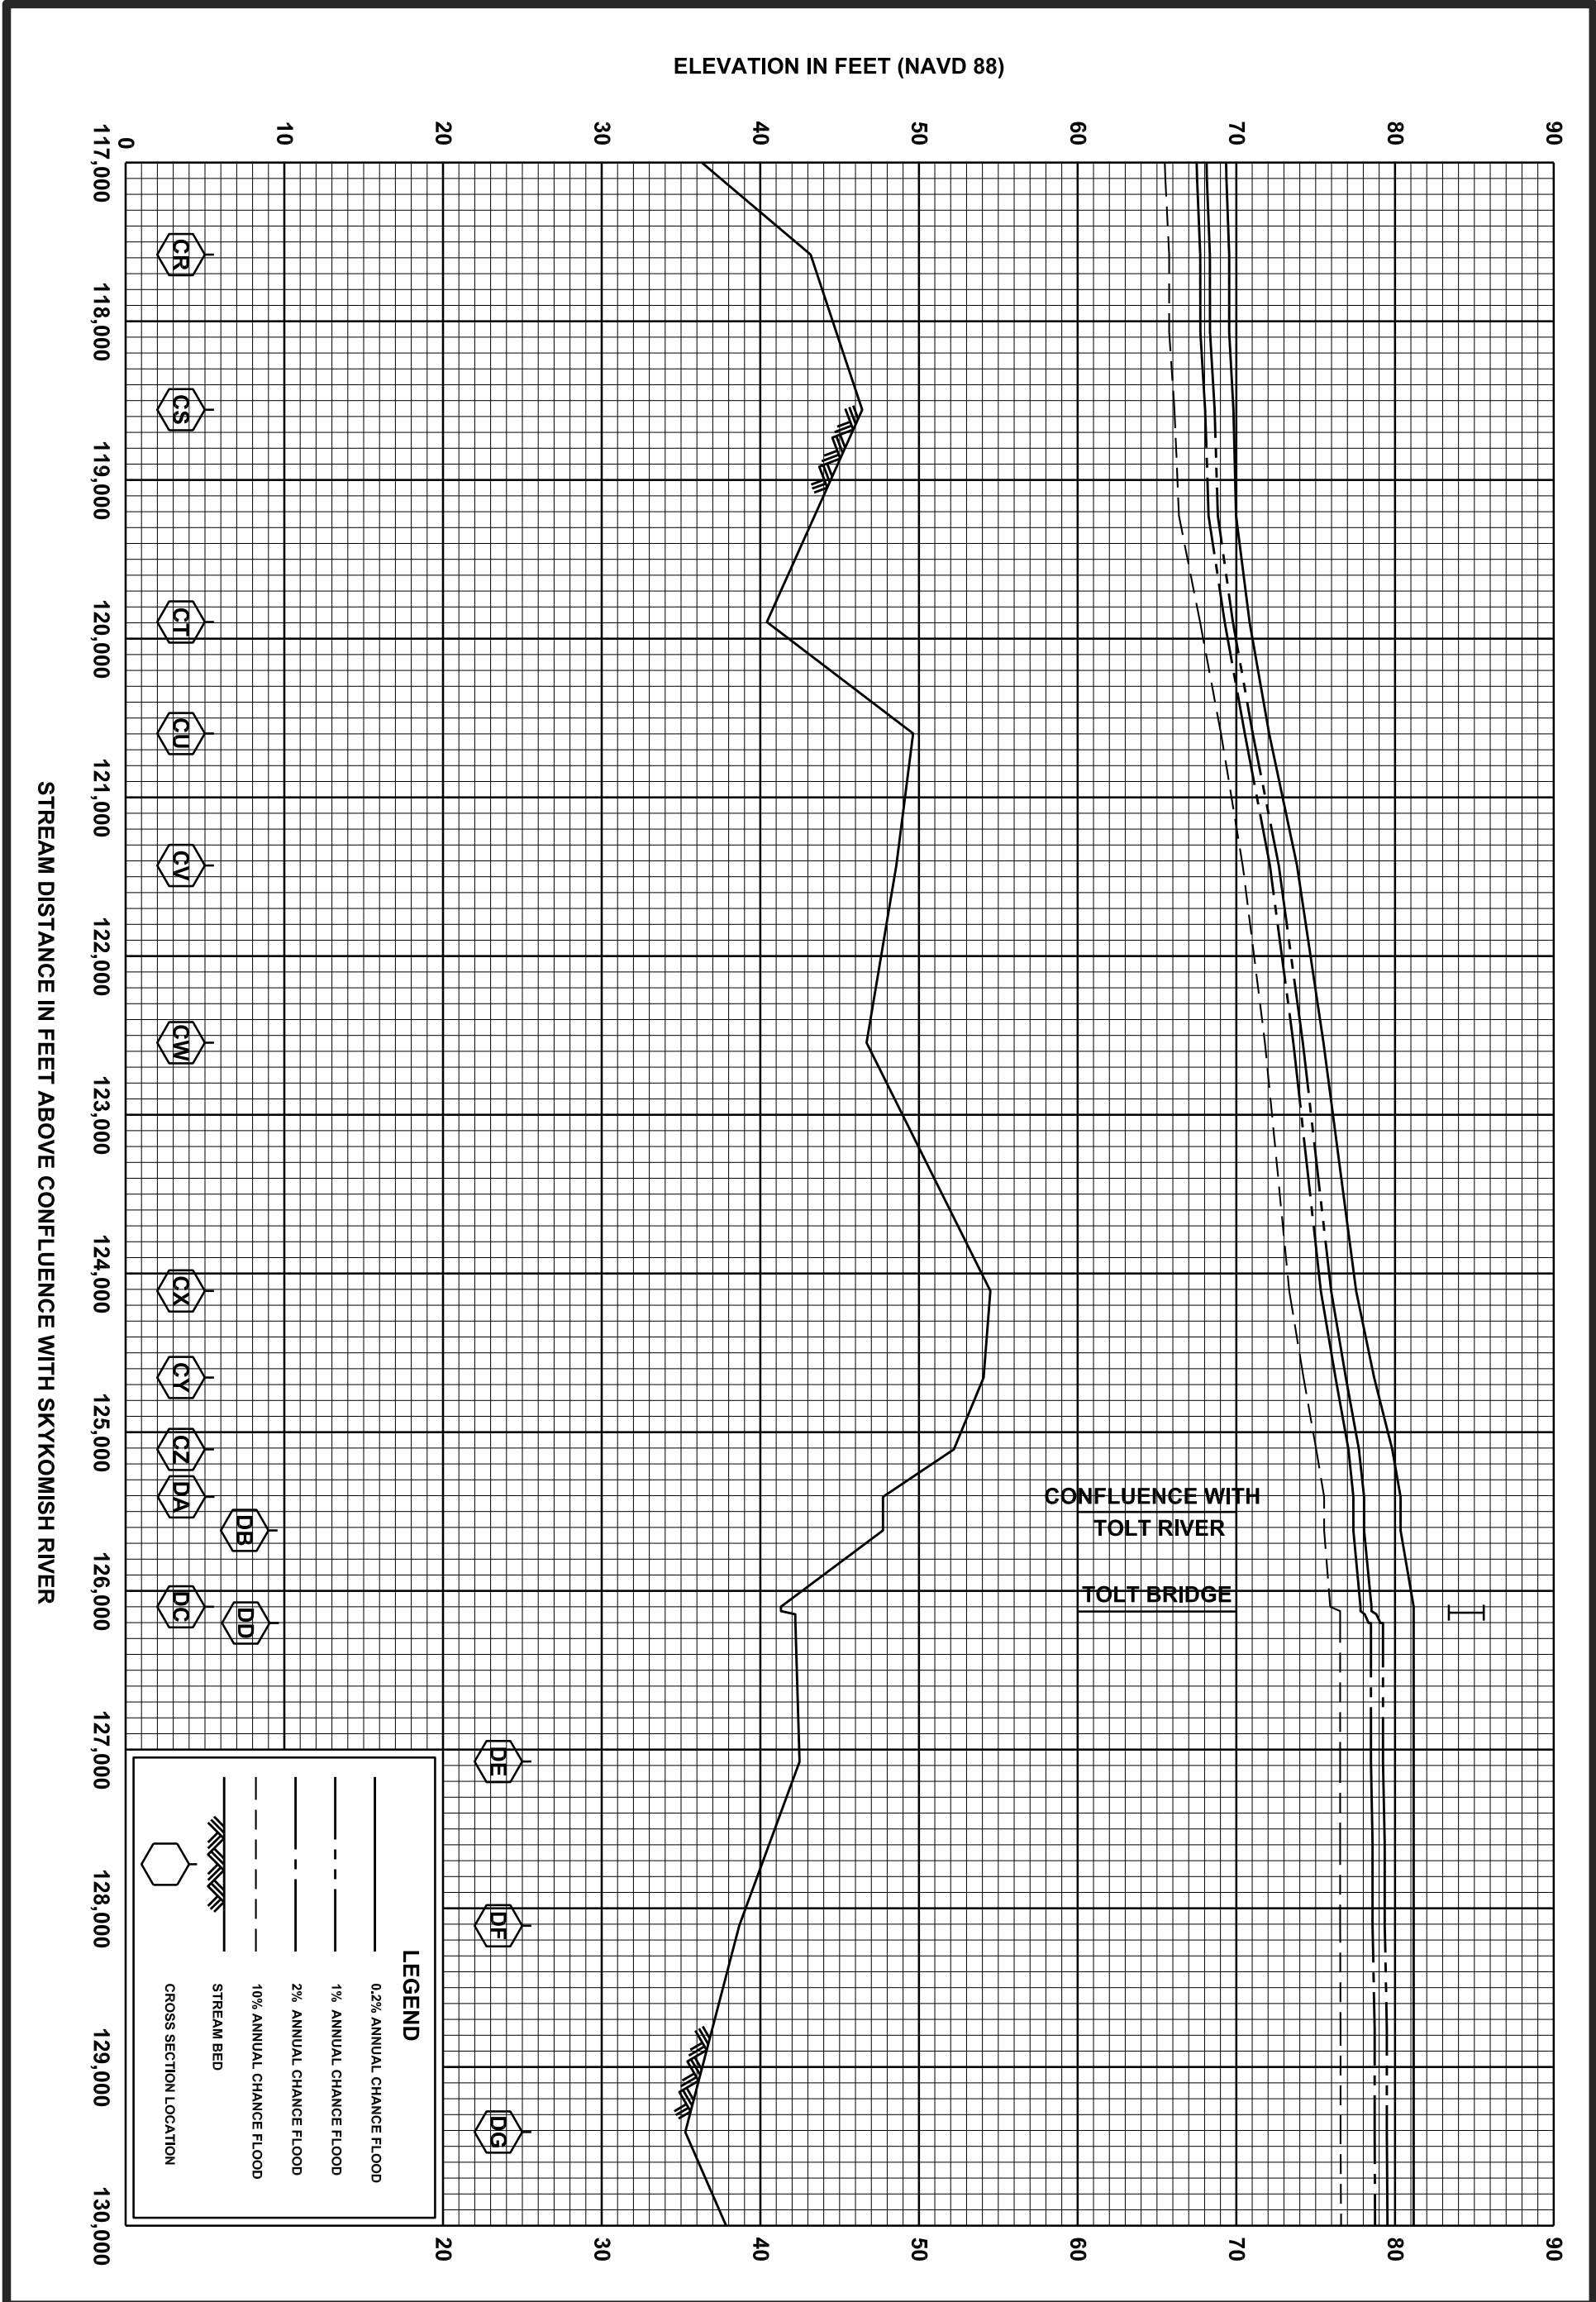 ELEVATION IN FEET (NAVD 88)
90
80
70
60
50
40
30
20
10
0
90
80
70
60
50
40
30
20
CONFLUENCE WITH
TOLT RIVER
TOLT BRIDGE
CR
CS
CT
CU
CV
CW
CX
CY
CZ
DA
DB
DC
DD
DE
DF
DG
LEGEND
0.2% ANNUAL CHANCE FLOOD
1% ANNUAL CHANCE FLOOD
2% ANNUAL CHANCE FLOOD
10% ANNUAL CHANCE FLOOD
STREAM BED
CROSS SECTION LOCATION
117,000
118,000
119,000
120,000
121,000
122,000
123,000
124,000
125,000
126,000
127,000
128,000
129,000
130,000
STREAM DISTANCE IN FEET ABOVE CONFLUENCE WITH SKYKOMISH RIVER